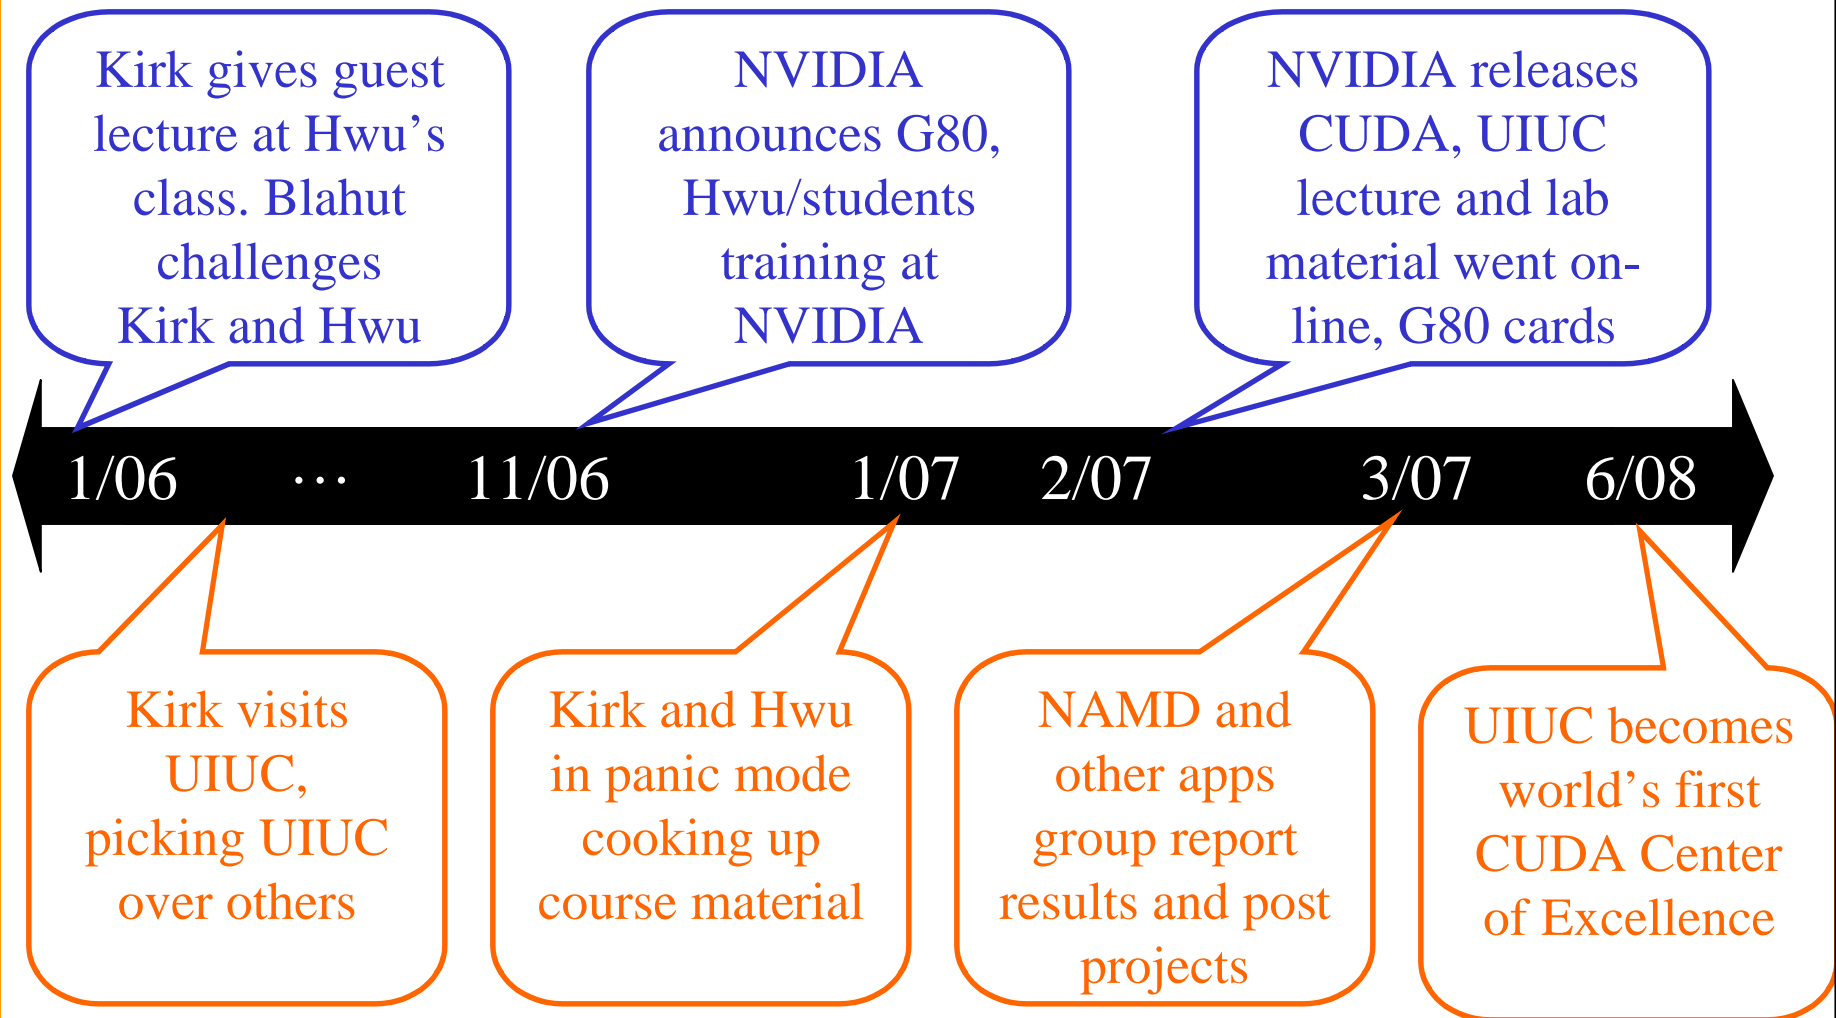 Kirk gives guest
lecture at Hwu’s
class. Blahut
challenges
Kirk and Hwu
NVIDIA
announces G80,
Hwu/students
training at
NVIDIA
NVIDIA releases
CUDA, UIUC
lecture and lab
material went on-
line, G80 cards
1/06 … 11/06 1/07 2/07 3/07 6/08
Kirk visits
UIUC,
picking UIUC
over others
Kirk and Hwu
in panic mode
cooking up
course material
NAMD and
other apps
group report
results and post
projects
UIUC becomes
world’s first
CUDA Center
of Excellence